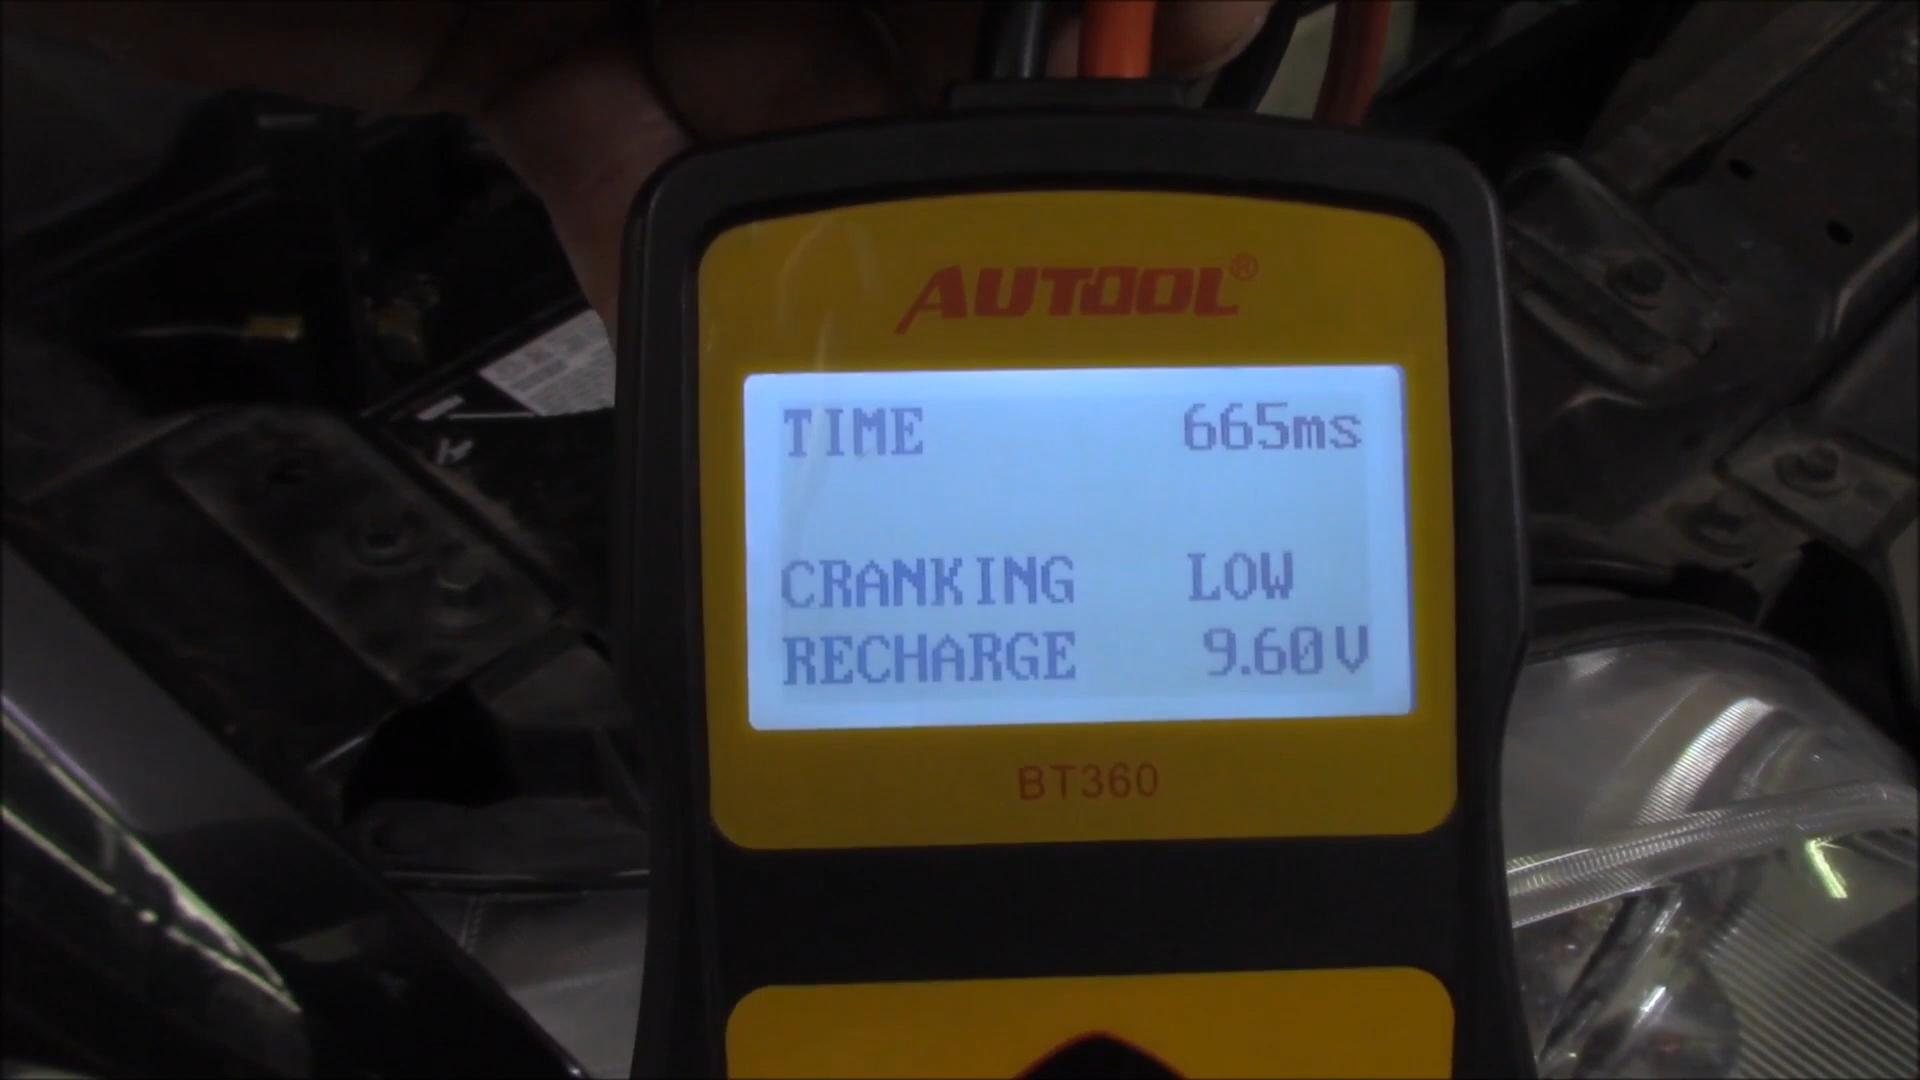 AUTOOL®
TIME 665ms
CRANKING LOW
RECHARGE 9.60V
BT360